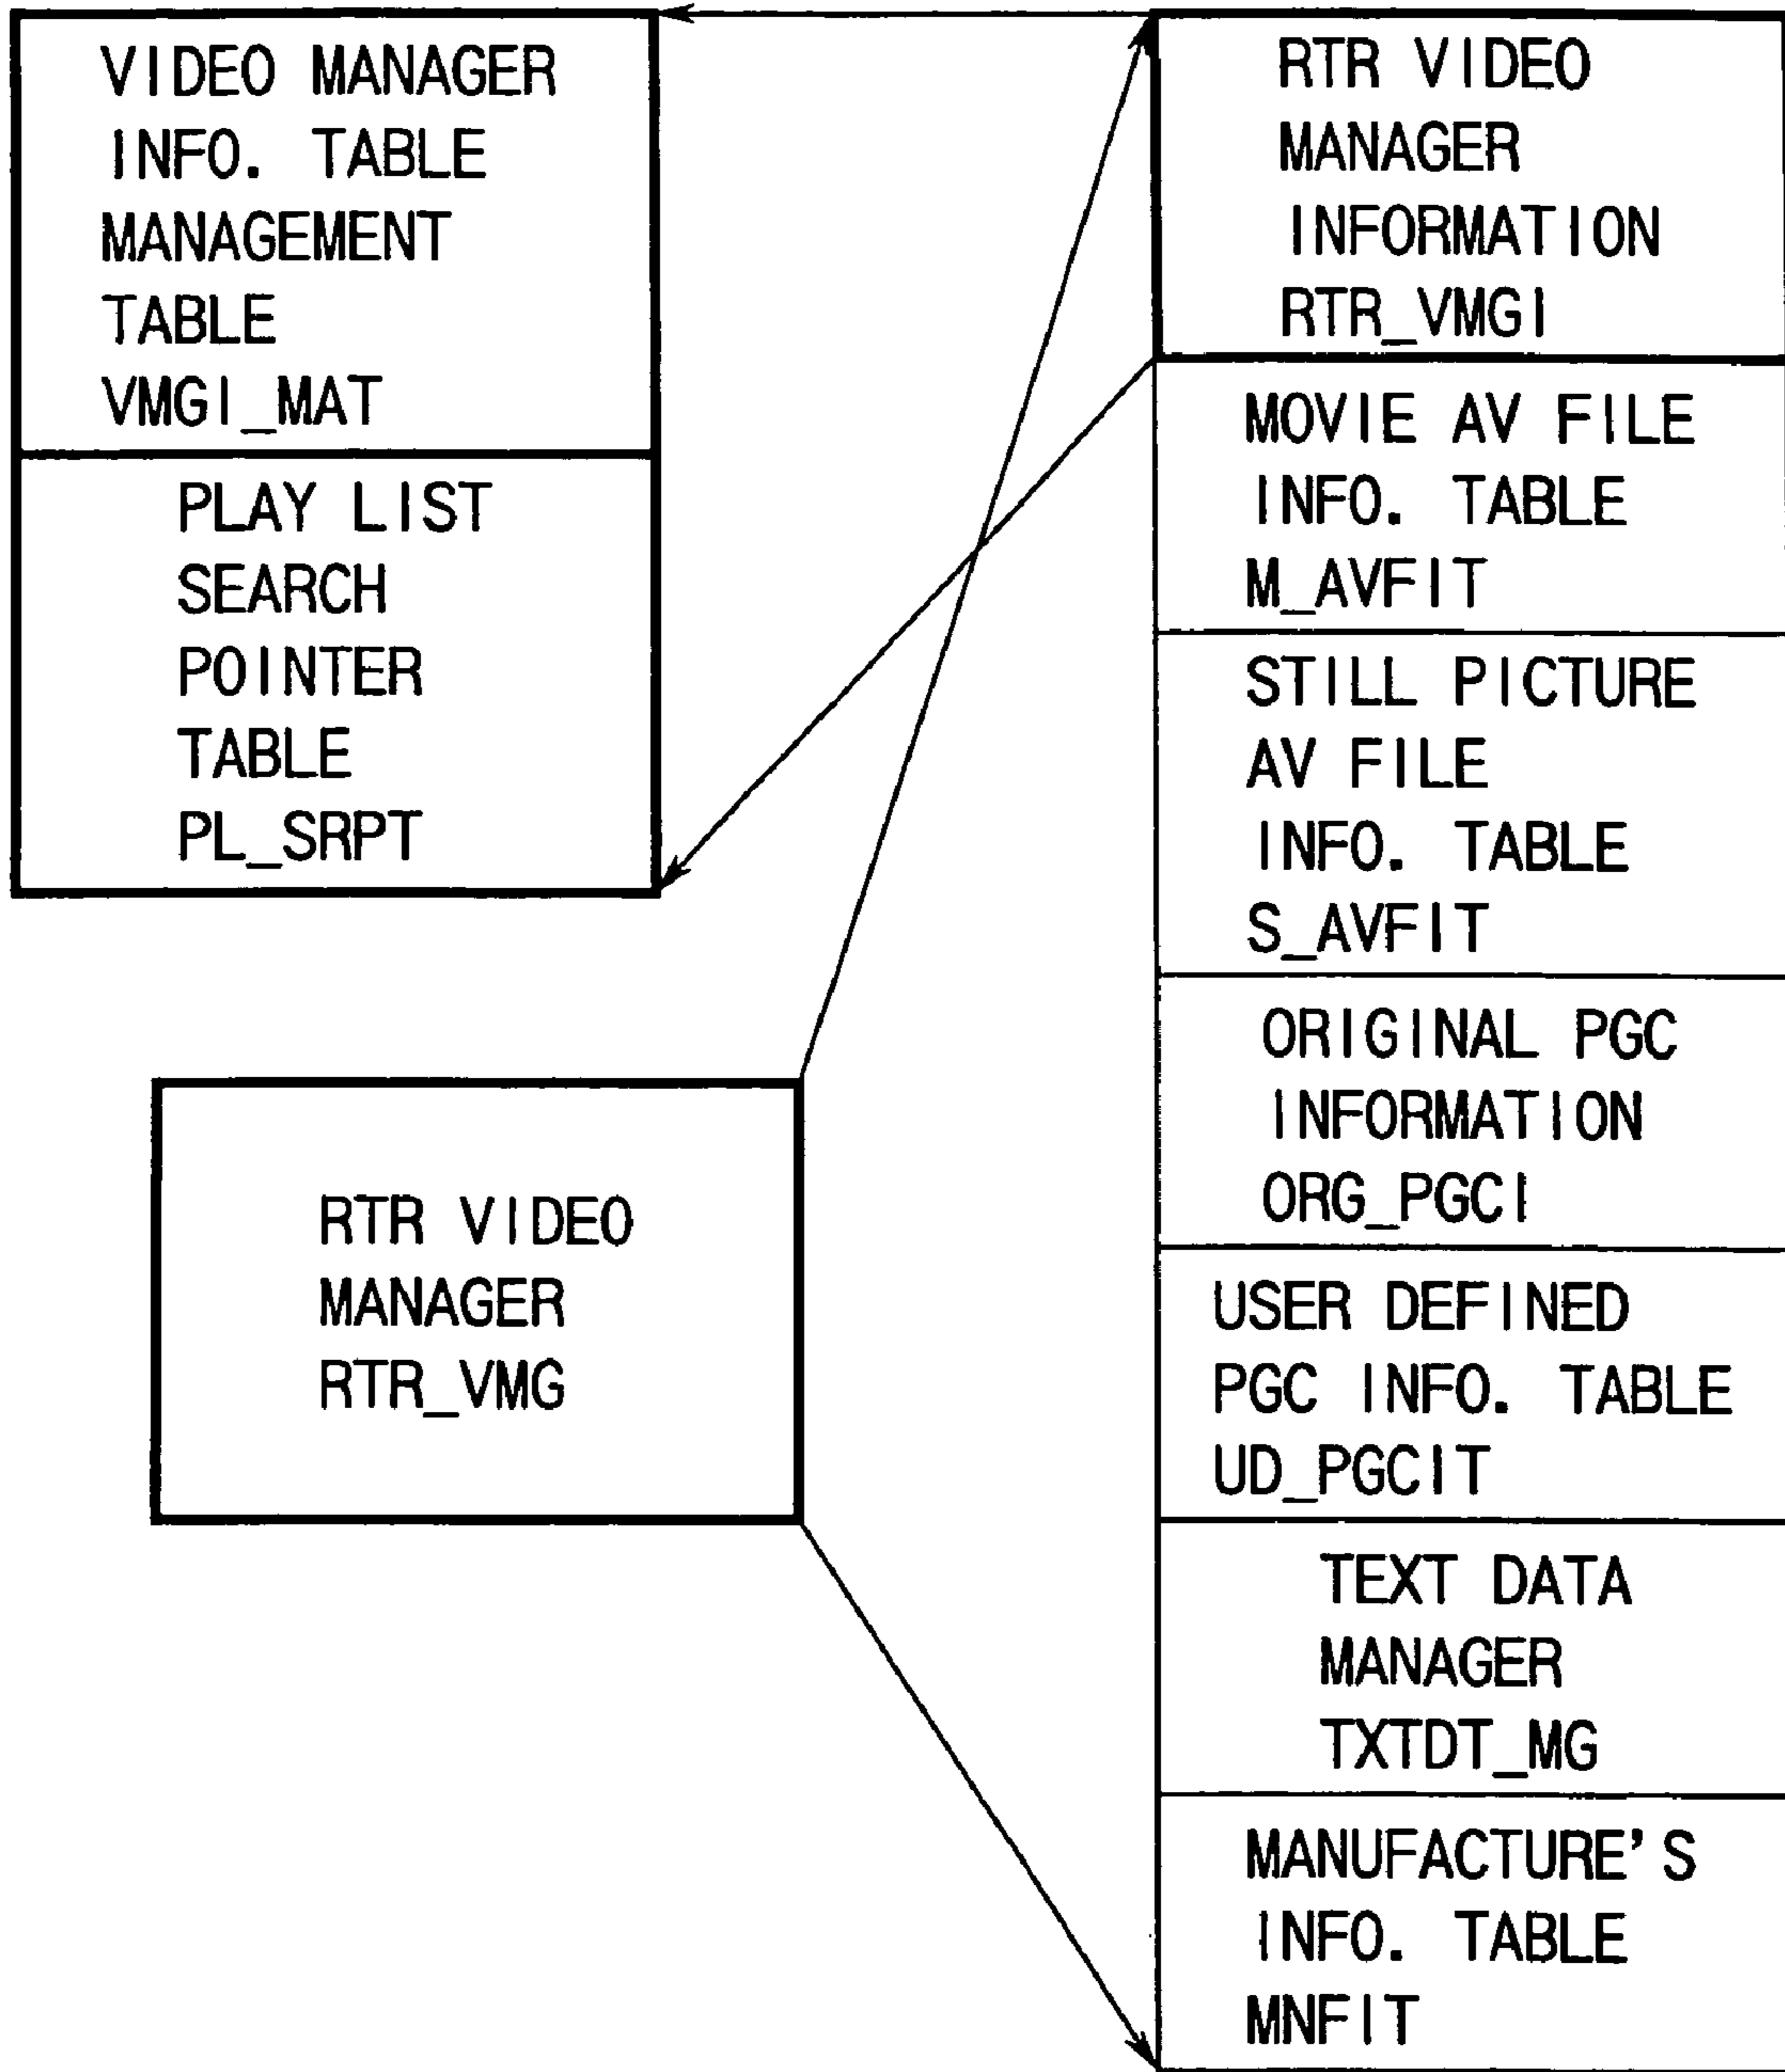 VIDEO MANAGER
INFO. TABLE
MANAGEMENT
TABLE
VMGI_MAT
PLAY LIST
SEARCH
POINTER
TABLE
PL_SRPT
RTR VIDEO
MANAGER
RTR_VMG
RTR VIDEO
MANAGER
INFORMATION
RTR_VMGI
MOVIE AV FILE
INFO. TABLE
M_AVFIT
STILL PICTURE
AV FILE
INFO. TABLE
S_AVFIT
ORIGINAL PGC
INFORMATION
ORG_PGCI
USER DEFINED
PGC INFO. TABLE
UD_PGCIT
TEXT DATA
MANAGER
TXTDT_MG
MANUFACTURE'S
INFO. TABLE
MNFIT